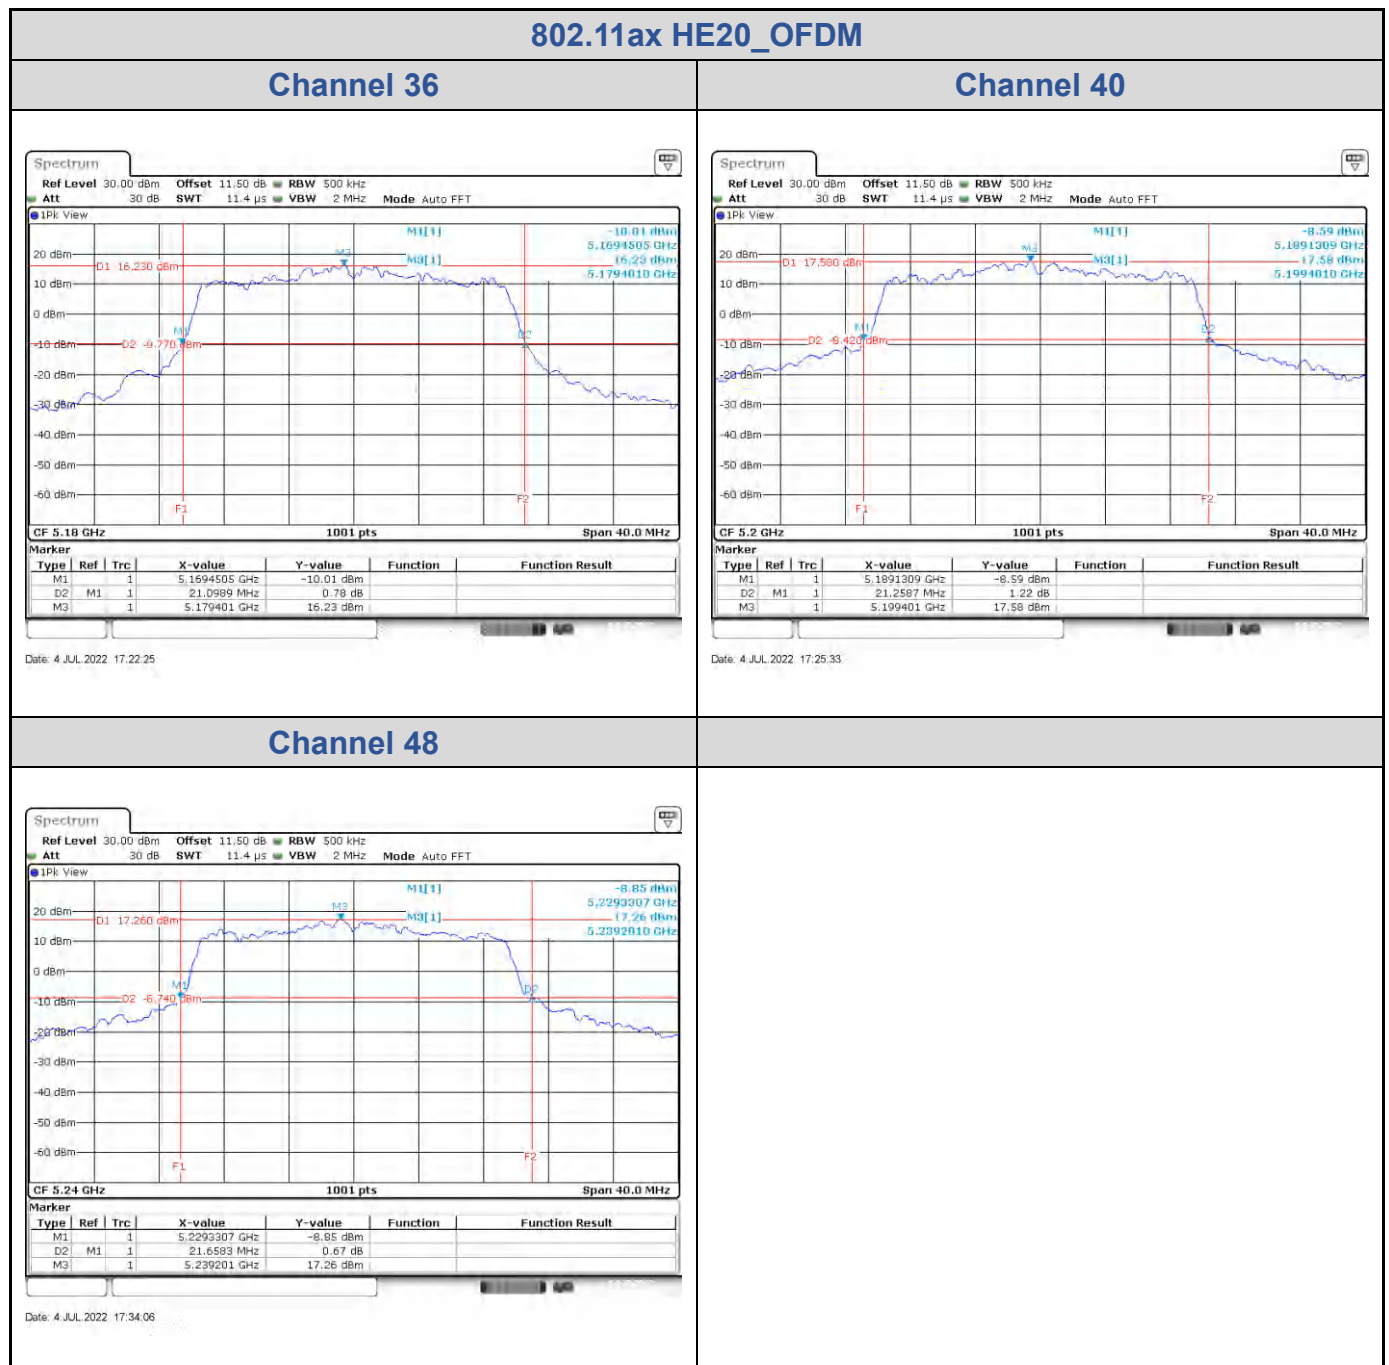 802.11ax HE20_OFDM
Channel 36
Channel 40
Spectrum
Ref Level 30.00 dBm Offset 11.50 dB RBW 500 kHz
Att 30 dB SWT 11.4 µs VBW 2 MHz Mode Auto FFT
1Pk View
M1[1] -10.01 dBm
5.1694505 GHz
M3[1] 16.23 dBm
5.1794010 GHz
M3
20 dBm
D1 16.230 dBm
10 dBm
0 dBm
M1
D2
-10 dBm
D2 -9.770 dBm
-20 dBm
-30 dBm
-40 dBm
-50 dBm
-60 dBm
F1
F2
CF 5.18 GHz 1001 pts Span 40.0 MHz
Marker
Type Ref Trc X-value Y-value Function Function Result
M1 1 5.1694505 GHz -10.01 dBm
D2 M1 1 21.0989 MHz 0.78 dB
M3 1 5.179401 GHz 16.23 dBm
Date: 4 JUL.2022 17:22:25
Spectrum
Ref Level 30.00 dBm Offset 11.50 dB RBW 500 kHz
Att 30 dB SWT 11.4 µs VBW 2 MHz Mode Auto FFT
1Pk View
M1[1] -8.59 dBm
5.1891309 GHz
M3[1] 17.58 dBm
5.1994010 GHz
M3
20 dBm
D1 17.580 dBm
10 dBm
0 dBm
M1
D2
-10 dBm
D2 -8.420 dBm
-20 dBm
-30 dBm
-40 dBm
-50 dBm
-60 dBm
F1
F2
CF 5.2 GHz 1001 pts Span 40.0 MHz
Marker
Type Ref Trc X-value Y-value Function Function Result
M1 1 5.1891309 GHz -8.59 dBm
D2 M1 1 21.2587 MHz 1.22 dB
M3 1 5.199401 GHz 17.58 dBm
Date: 4 JUL.2022 17:25:33
Channel 48
Spectrum
Ref Level 30.00 dBm Offset 11.50 dB RBW 500 kHz
Att 30 dB SWT 11.4 µs VBW 2 MHz Mode Auto FFT
1Pk View
M1[1] -8.85 dBm
5.2293307 GHz
M3[1] 17.26 dBm
5.2392010 GHz
M3
20 dBm
D1 17.260 dBm
10 dBm
0 dBm
M1
D2
-10 dBm
D2 -8.740 dBm
-20 dBm
-30 dBm
-40 dBm
-50 dBm
-60 dBm
F1
F2
CF 5.24 GHz 1001 pts Span 40.0 MHz
Marker
Type Ref Trc X-value Y-value Function Function Result
M1 1 5.2293307 GHz -8.85 dBm
D2 M1 1 21.6583 MHz 0.67 dB
M3 1 5.239201 GHz 17.26 dBm
Date: 4 JUL.2022 17:34:06